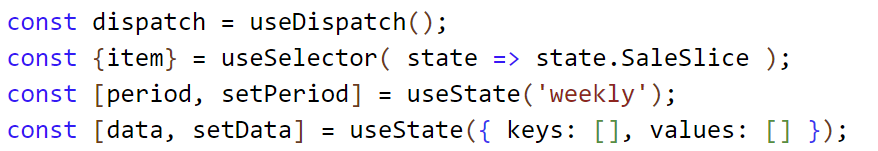 const dispatch = useDispatch();
const {item} = useSelector( state => state.SaleSlice );
const [period, setPeriod] = useState('weekly');
const [data, setData] = useState({ keys: [], values: [] });